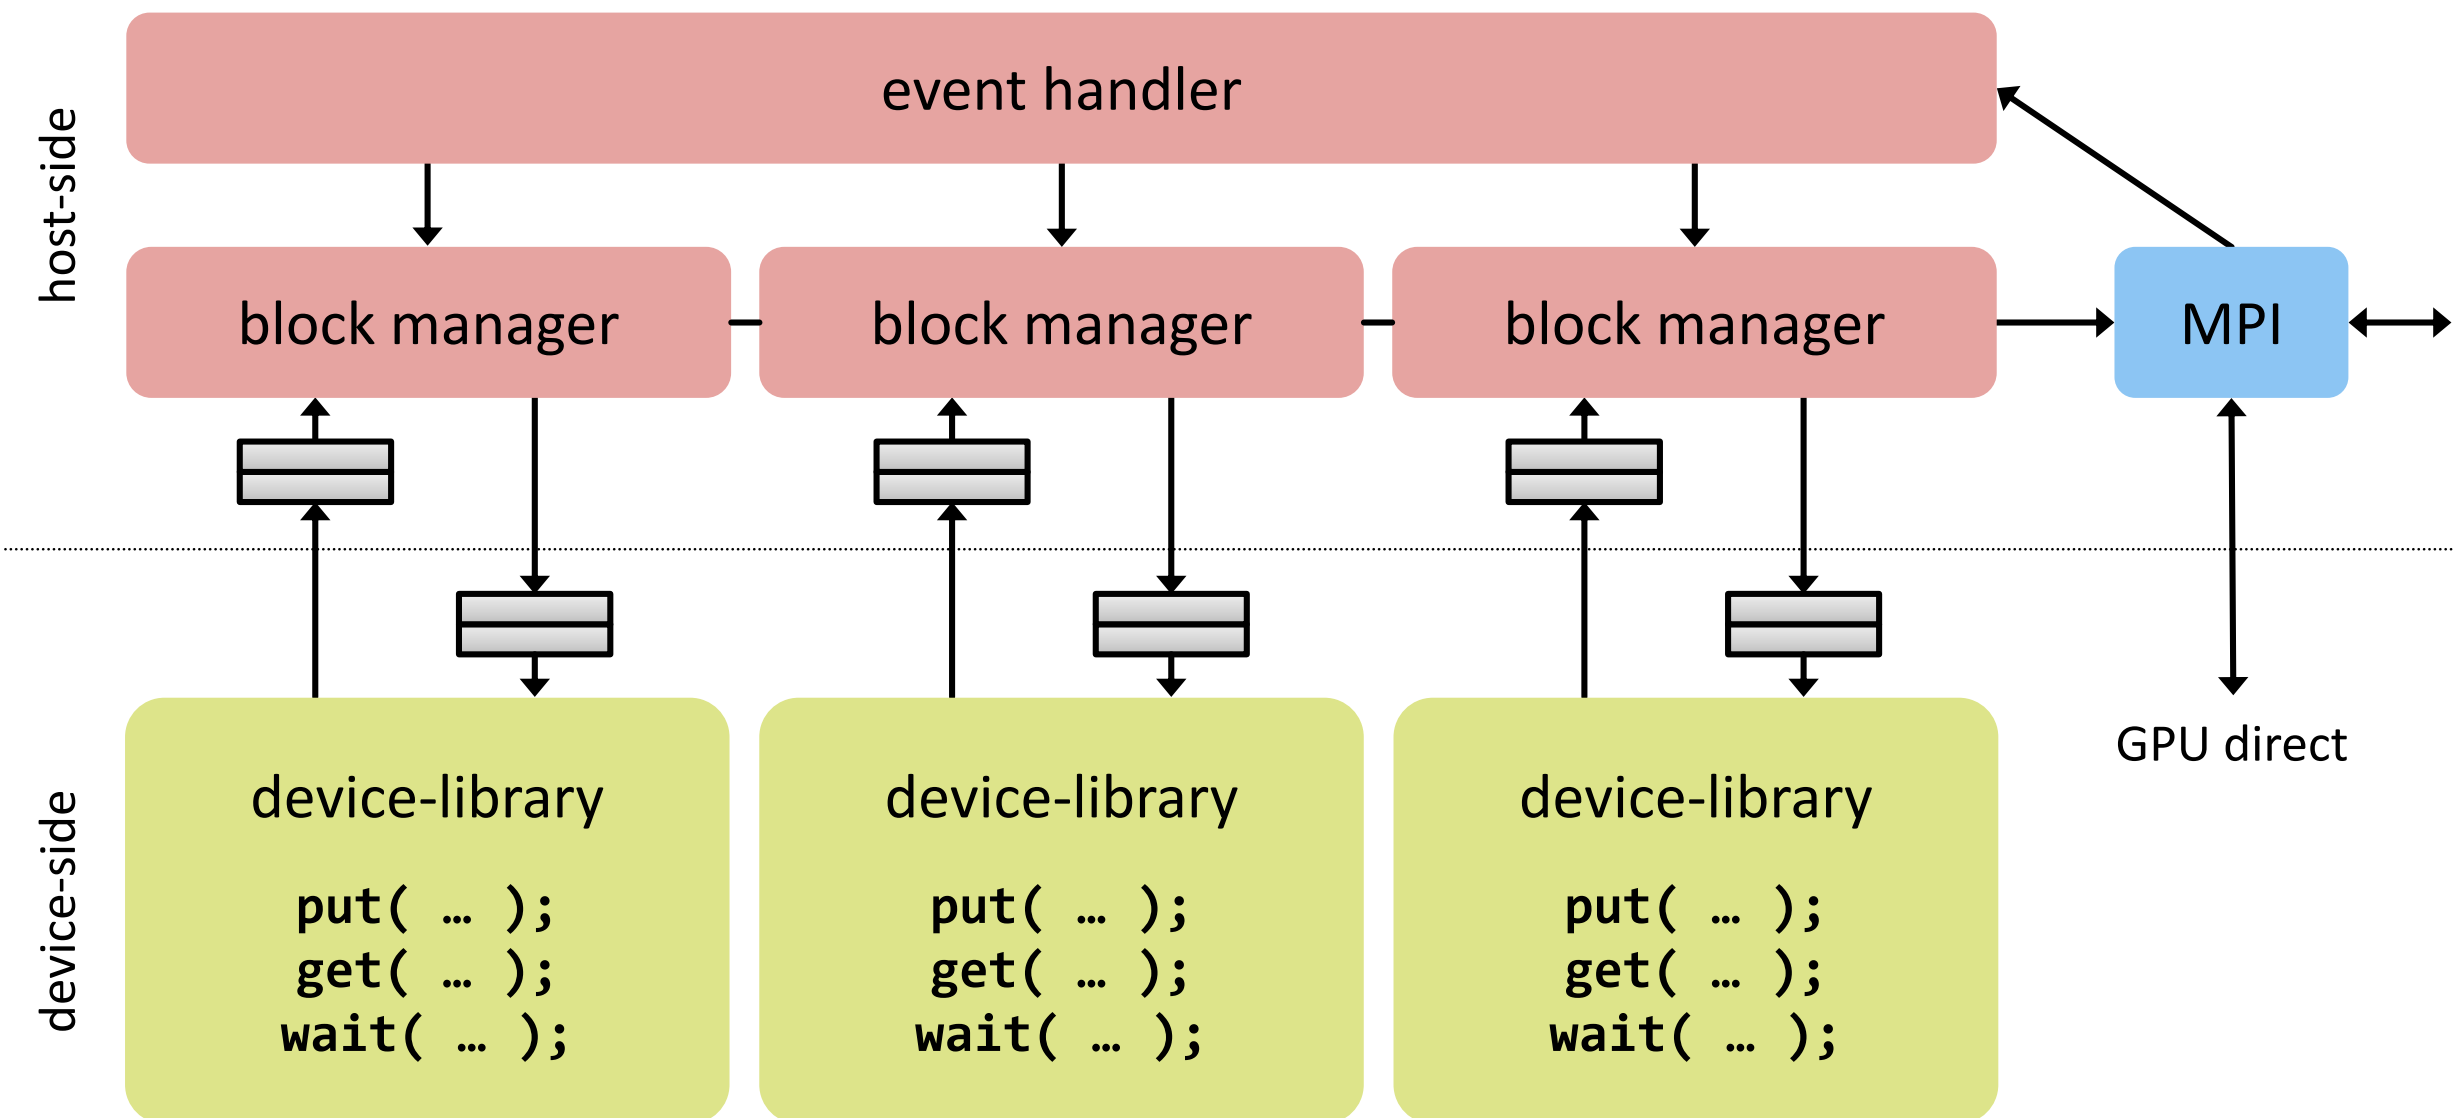 host-side
event handler
block manager
block manager
block manager
MPI
device-side
device-library
put( … );
get( … );
wait( … );
device-library
put( … );
get( … );
wait( … );
device-library
put( … );
get( … );
wait( … );
GPU direct